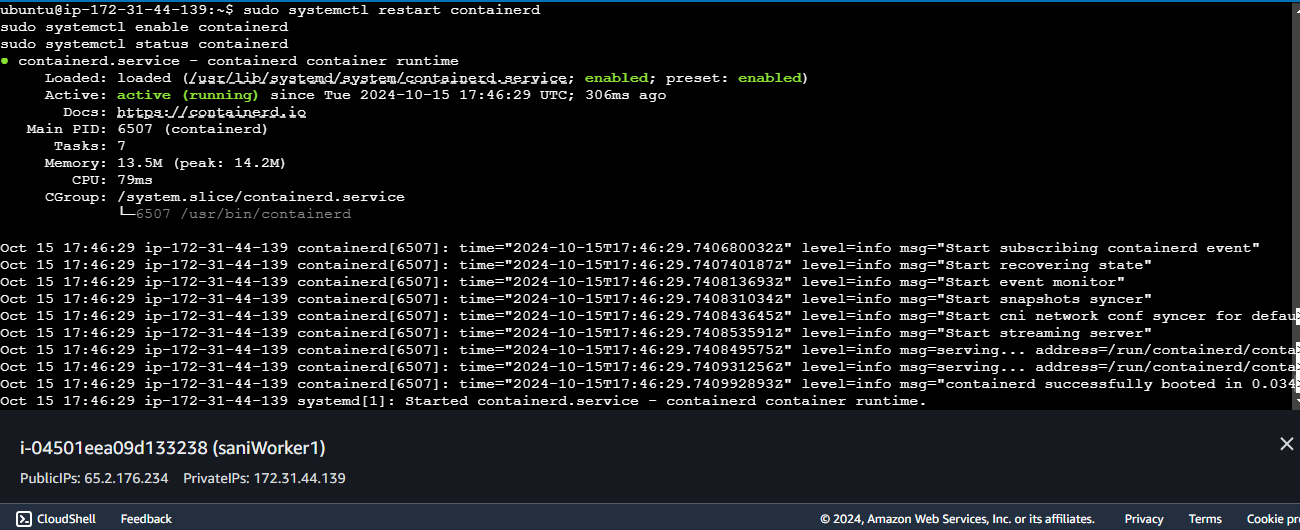 ubuntu@ip-172-31-44-139:~$ sudo systemctl restart containerd
sudo systemctl enable containerd
sudo systemctl status containerd
● containerd.service - containerd container runtime
Loaded: loaded (/usr/lib/systemd/system/containerd.service; enabled; preset: enabled)
Active: active (running) since Tue 2024-10-15 17:46:29 UTC; 306ms ago
Docs: https://containerd.io
Main PID: 6507 (containerd)
Tasks: 7
Memory: 13.5M (peak: 14.2M)
CPU: 79ms
CGroup: /system.slice/containerd.service
└─6507 /usr/bin/containerd
Oct 15 17:46:29 ip-172-31-44-139 containerd[6507]: time="2024-10-15T17:46:29.740680032Z" level=info msg="Start subscribing containerd event"
Oct 15 17:46:29 ip-172-31-44-139 containerd[6507]: time="2024-10-15T17:46:29.740740187Z" level=info msg="Start recovering state"
Oct 15 17:46:29 ip-172-31-44-139 containerd[6507]: time="2024-10-15T17:46:29.740813693Z" level=info msg="Start event monitor"
Oct 15 17:46:29 ip-172-31-44-139 containerd[6507]: time="2024-10-15T17:46:29.740831034Z" level=info msg="Start snapshots syncer"
Oct 15 17:46:29 ip-172-31-44-139 containerd[6507]: time="2024-10-15T17:46:29.740843645Z" level=info msg="Start cni network conf syncer for defau
Oct 15 17:46:29 ip-172-31-44-139 containerd[6507]: time="2024-10-15T17:46:29.740853591Z" level=info msg="Start streaming server"
Oct 15 17:46:29 ip-172-31-44-139 containerd[6507]: time="2024-10-15T17:46:29.740849575Z" level=info msg=serving... address=/run/containerd/conta
Oct 15 17:46:29 ip-172-31-44-139 containerd[6507]: time="2024-10-15T17:46:29.740931256Z" level=info msg=serving... address=/run/containerd/conta
Oct 15 17:46:29 ip-172-31-44-139 containerd[6507]: time="2024-10-15T17:46:29.740992893Z" level=info msg="containerd successfully booted in 0.034
Oct 15 17:46:29 ip-172-31-44-139 systemd[1]: Started containerd.service - containerd container runtime.
i-04501eea09d133238 (saniWorker1)
PublicIPs: 65.2.176.234 PrivateIPs: 172.31.44.139
CloudShell Feedback © 2024, Amazon Web Services, Inc. or its affiliates. Privacy Terms Cookie pr